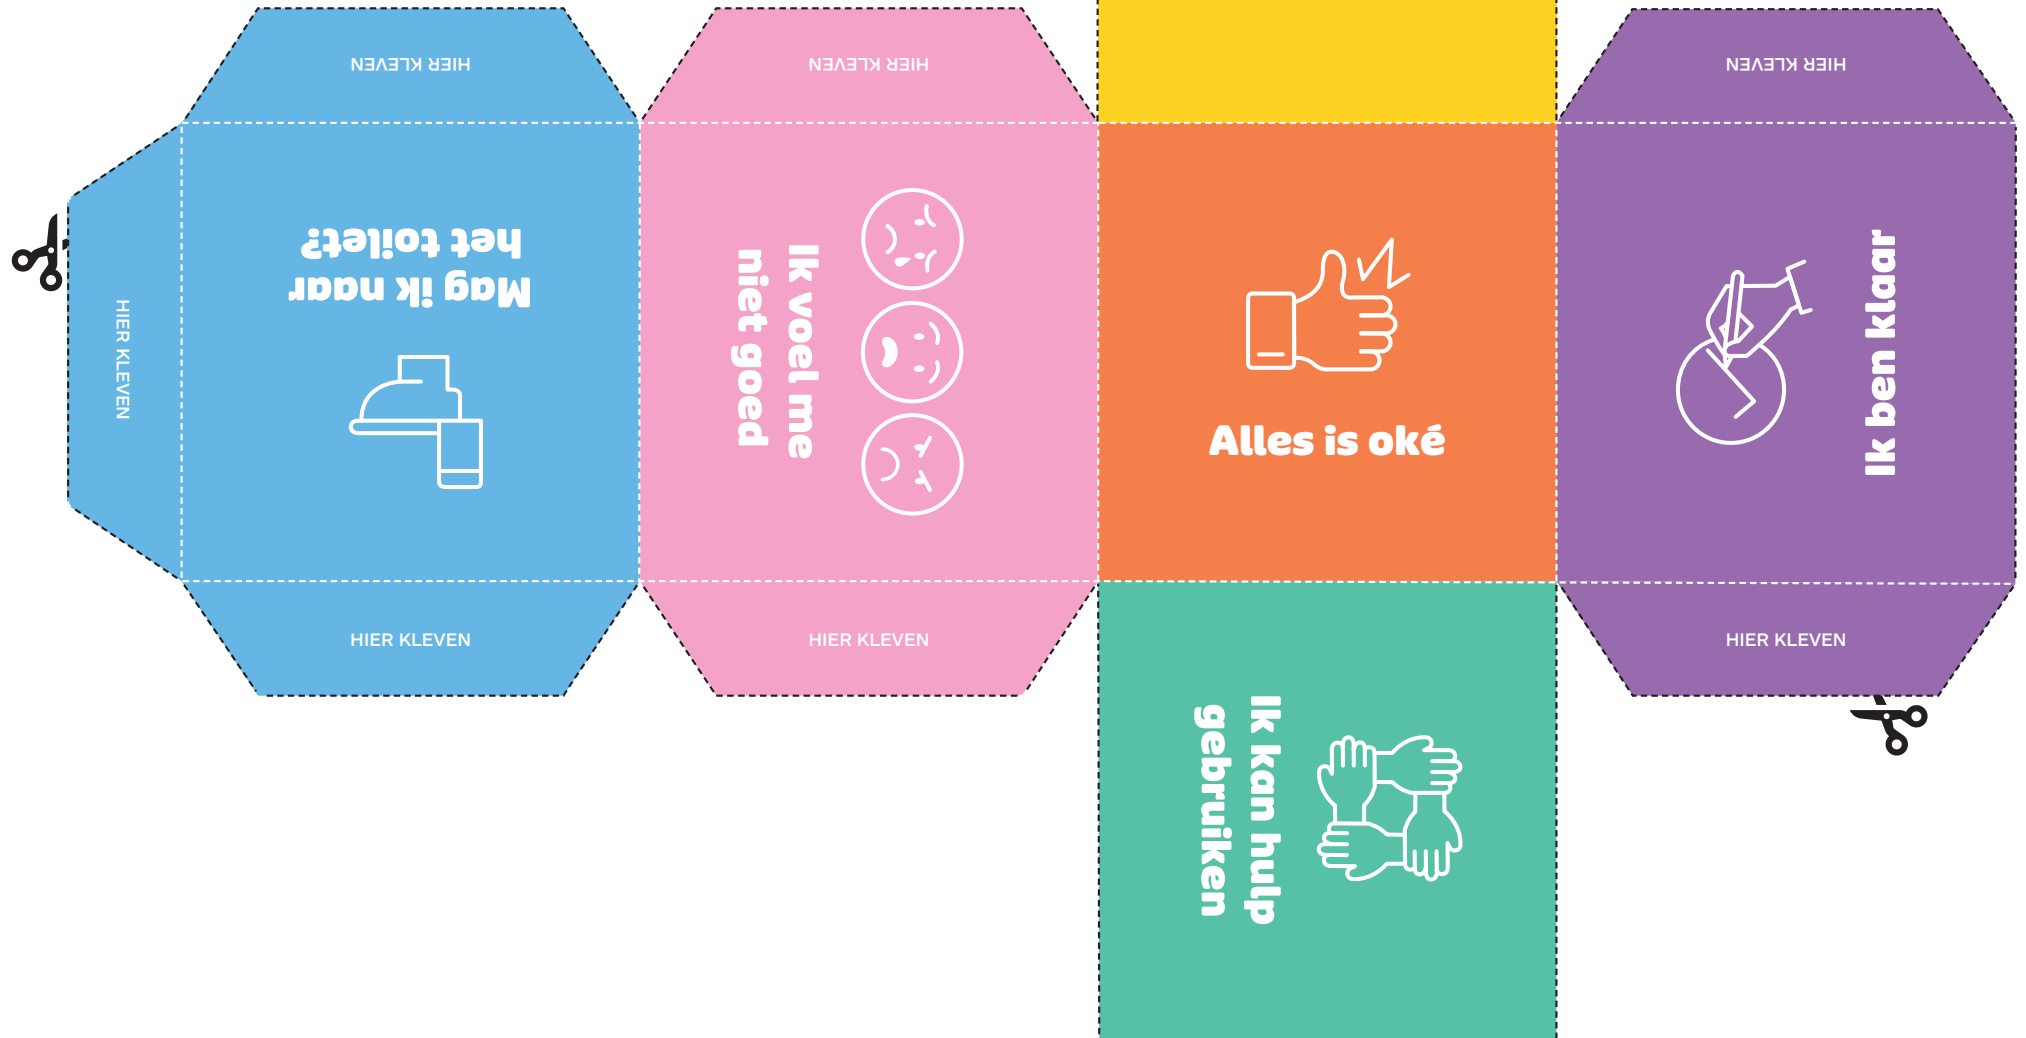 HIER KLEVEN
HIER KLEVEN
HIER KLEVEN
HIER KLEVEN
Mag ik naar
het toilet?
Ik voel me
niet goed
Alles is oké
Ik ben klaar
HIER KLEVEN
HIER KLEVEN
HIER KLEVEN
Ik kan hulp
gebruiken